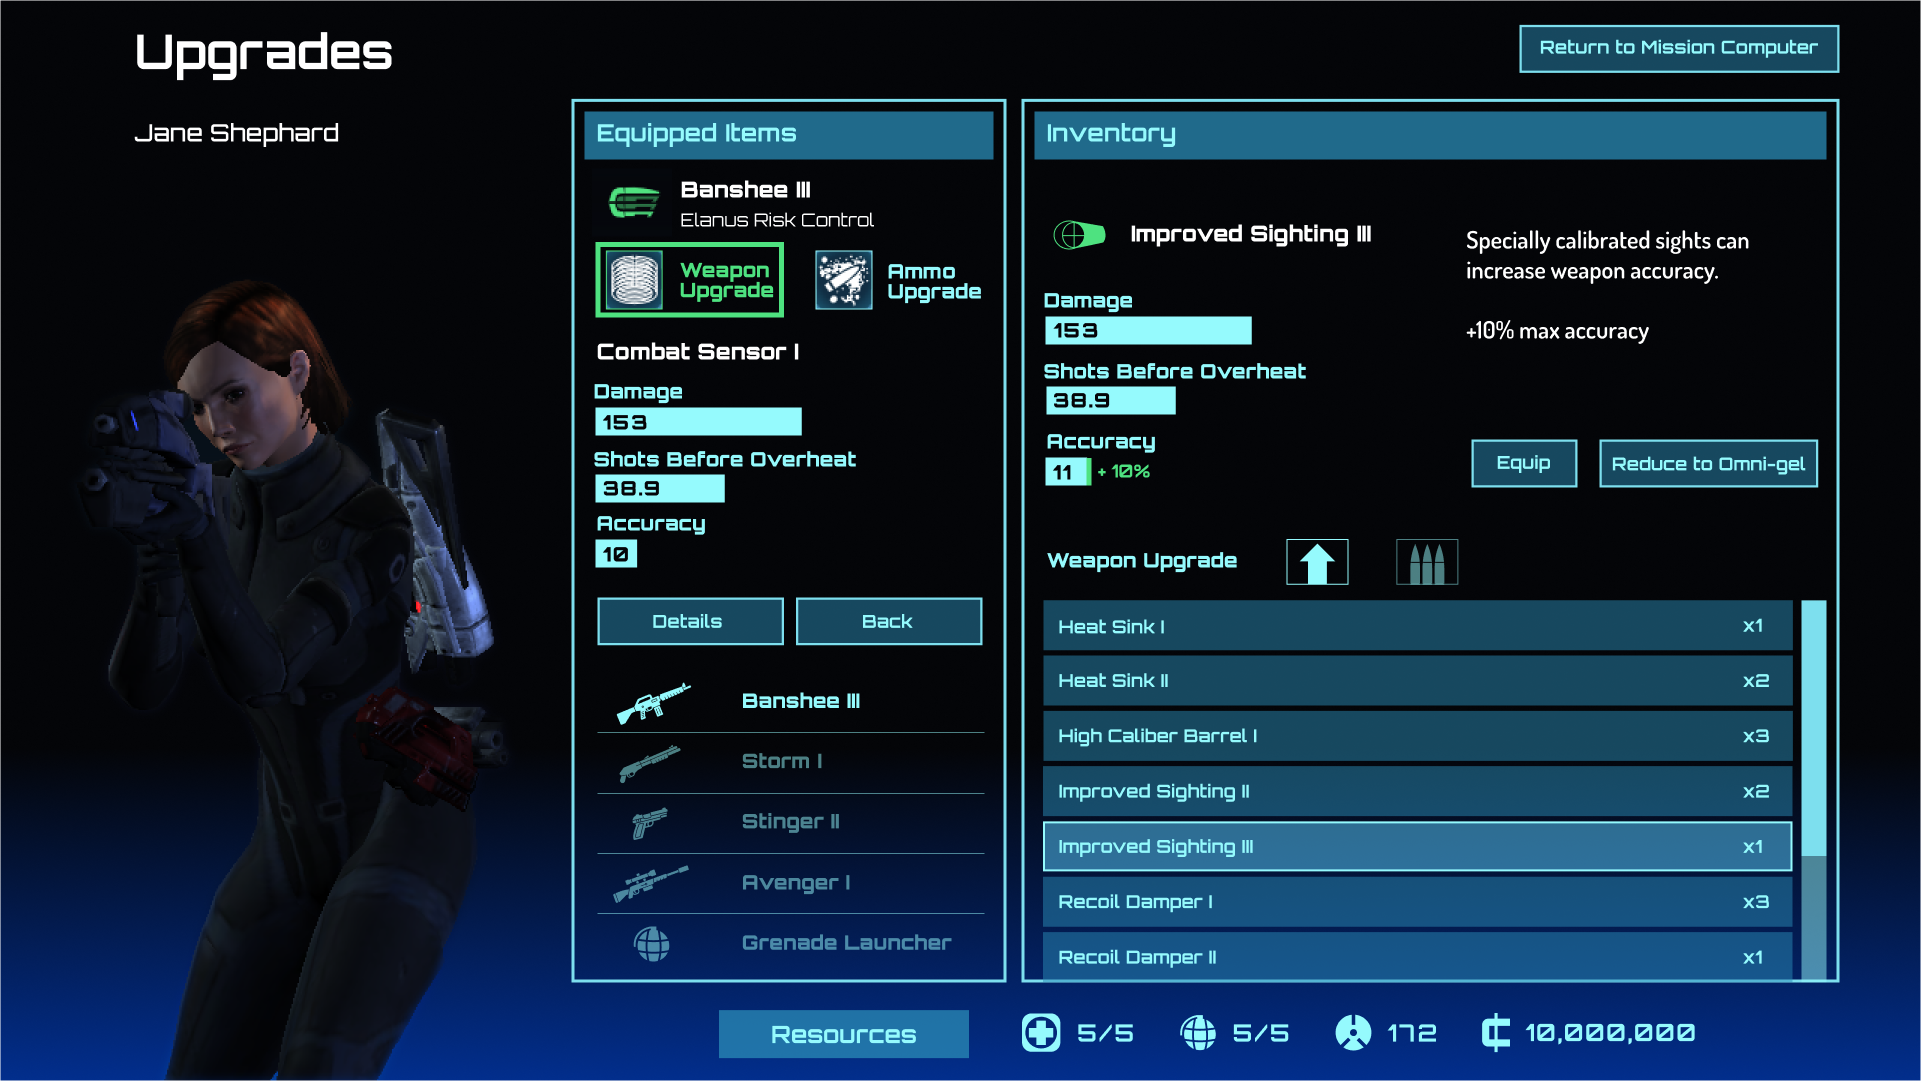 Upgrades
Return to Mission Computer
Jane Shephard
Equipped Items
Banshee III
Elanus Risk Control
Weapon
Upgrade
Ammo
Upgrade
Combat Sensor I
Damage
153
Shots Before Overheat
38.9
Accuracy
10
Details
Back
Banshee III
Storm I
Stinger II
Avenger I
Grenade Launcher
Inventory
Improved Sighting III
Specially calibrated sights can
increase weapon accuracy.
+10% max accuracy
Damage
153
Shots Before Overheat
38.9
Accuracy
11 + 10%
Equip
Reduce to Omni-gel
Weapon Upgrade
Heat Sink I x1
Heat Sink II x2
High Caliber Barrel I x3
Improved Sighting II x2
Improved Sighting III x1
Recoil Damper I x3
Recoil Damper II x1
Resources
5/5
5/5
172
10,000,000